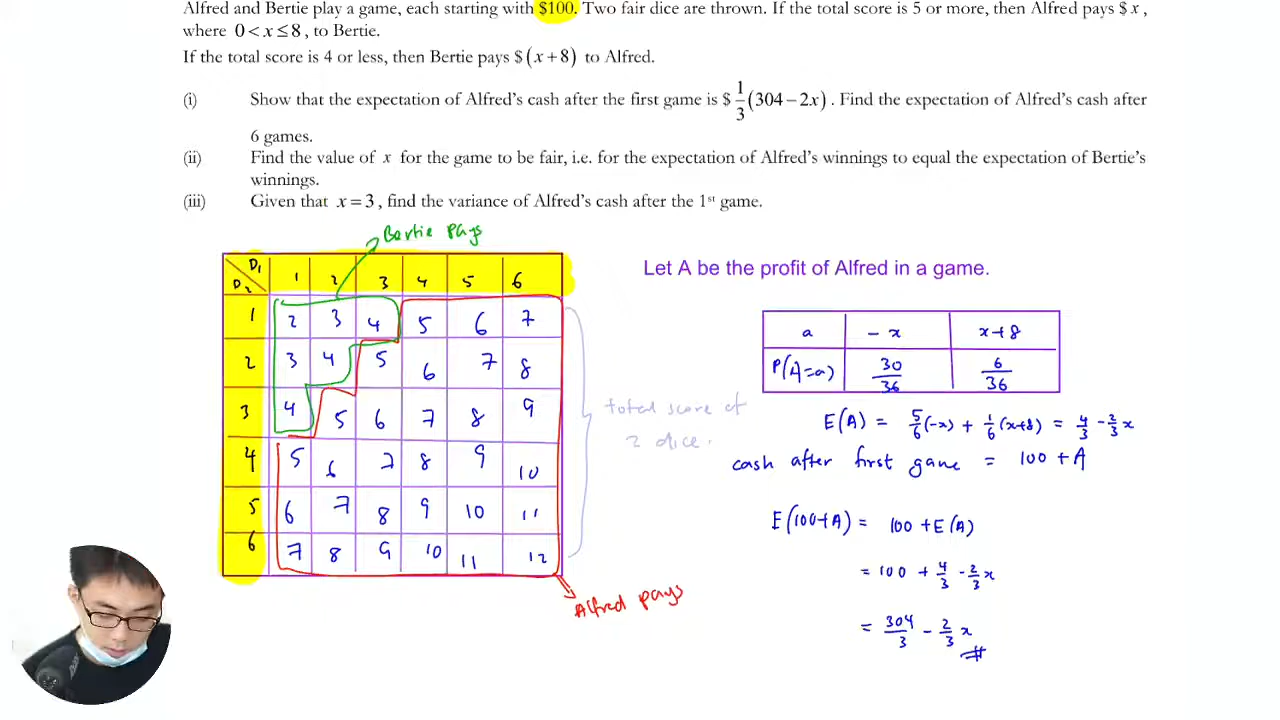 Alfred and Bertie play a game, each starting with $100. Two fair dice are thrown. If the total score is 5 or more, then Alfred pays $ x ,
where 0 < x ≤ 8 , to Bertie.
If the total score is 4 or less, then Bertie pays $ (x+8) to Alfred.
(i) Show that the expectation of Alfred's cash after the first game is $ 1/3 (304 − 2x) . Find the expectation of Alfred's cash after
6 games.
(ii) Find the value of x for the game to be fair, i.e. for the expectation of Alfred's winnings to equal the expectation of Bertie's
winnings.
(iii) Given that x = 3 , find the variance of Alfred's cash after the 1st game.
Bertie pays
D1 D2 1 2 3 4 5 6
1 2 3 4 5 6 7
2 3 4 5 6 7 8
3 4 5 6 7 8 9
4 5 6 7 8 9 10
5 6 7 8 9 10 11
6 7 8 9 10 11 12
Alfred pays
total score of
2 dice.
Let A be the profit of Alfred in a game.
a − x x+8
P(A=a) 30/36 6/36
E(A) = 5/6 (−x) + 1/6 (x+8) = 4/3 − 2/3 x
cash after first game = 100 + A
E(100+A) = 100 + E(A)
= 100 + 4/3 − 2/3 x
= 304/3 − 2/3 x